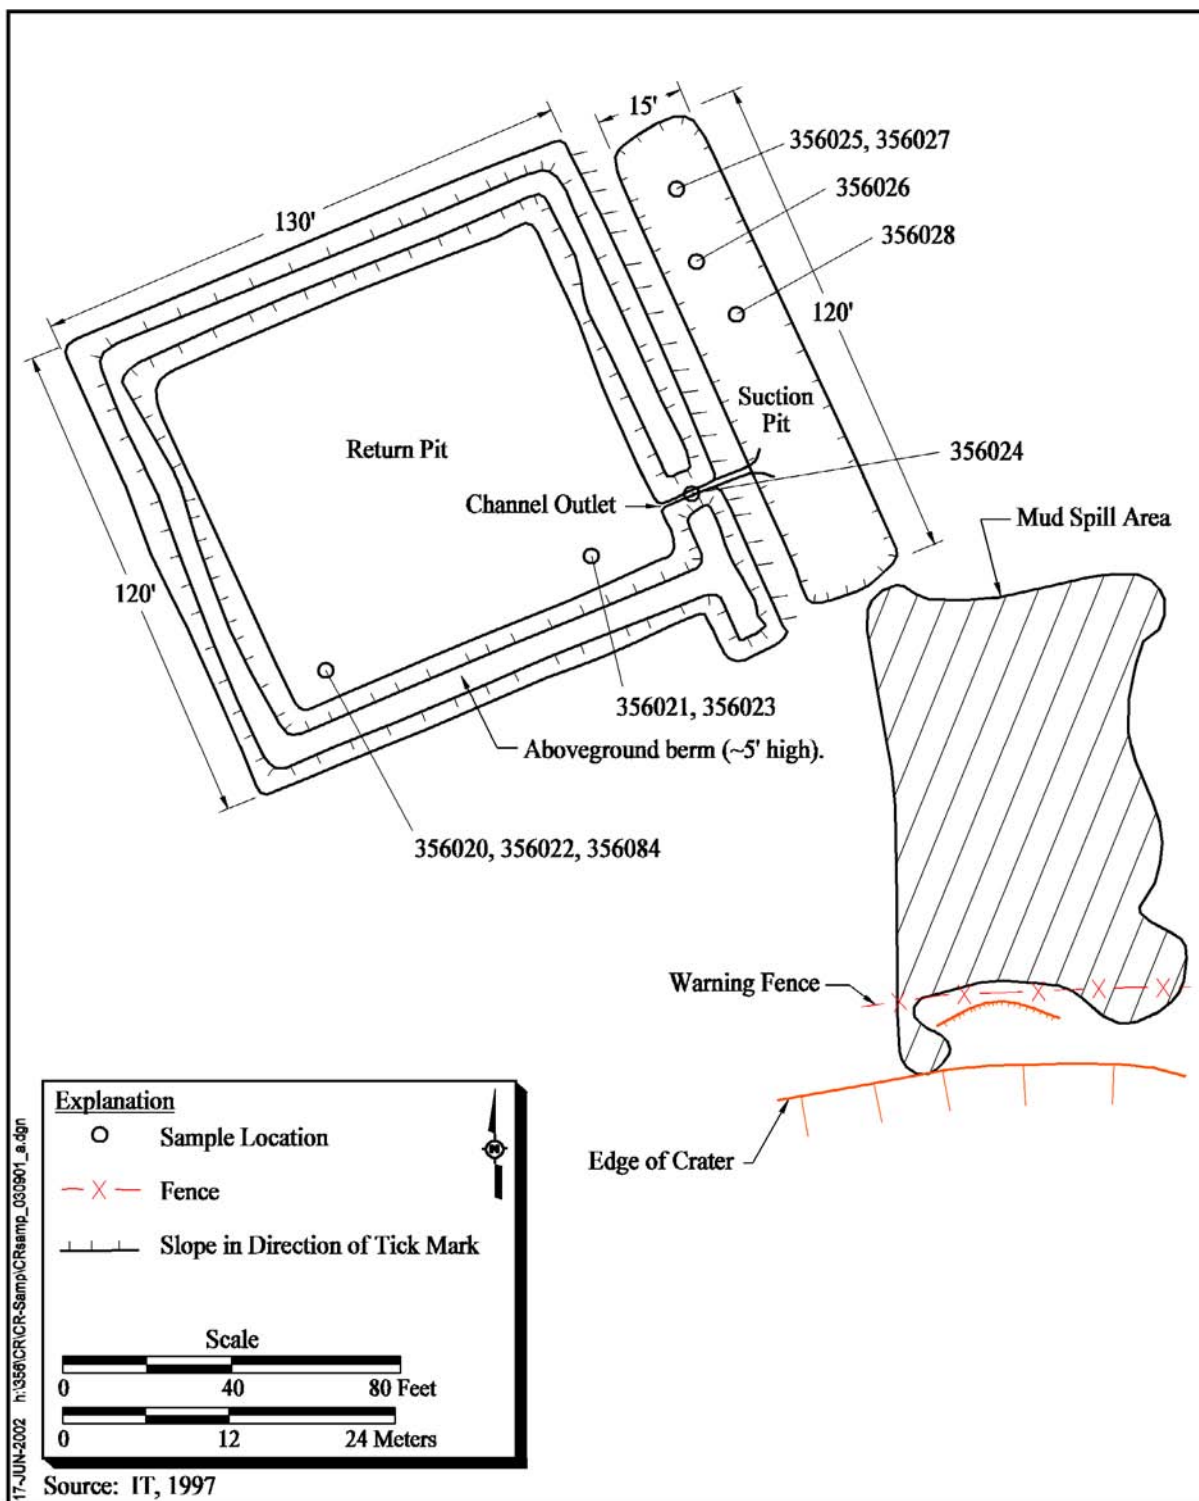 15'
356025, 356027
356026
130'
356028
120'
Suction
Pit
Return Pit
356024
Channel Outlet
Mud Spill Area
120'
356021, 356023
Aboveground berm (~5' high).
356020, 356022, 356084
Warning Fence
Edge of Crater
Explanation
Sample Location
N
Fence
Slope in Direction of Tick Mark
Scale
0 40 80 Feet
0 12 24 Meters
Source: IT, 1997
17-JUN-2002 h:\356\CR\CR-Samp\CRsamp_030901_a.dgn